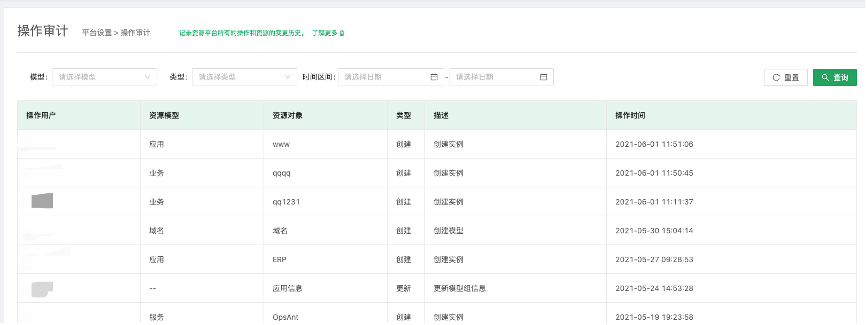 操作审计 平台设置 > 操作审计 记录资源平台所有的操作和资源的变更历史。 了解更多
模型: 请选择模型 类型: 请选择类型 时间区间: 请选择日期 - 请选择日期 重置 查询
操作用户 资源模型 资源对象 类型 描述 操作时间
应用 www 创建 创建实例 2021-06-01 11:51:06
业务 qqqq 创建 创建实例 2021-06-01 11:50:45
业务 qq1231 创建 创建实例 2021-06-01 11:11:37
域名 域名 创建 创建模型 2021-05-30 15:04:14
应用 ERP 创建 创建实例 2021-05-27 09:28:53
-- 应用信息 更新 更新模型组信息 2021-05-24 14:53:28
服务 OpsAnt 创建 创建实例 2021-05-19 19:23:58